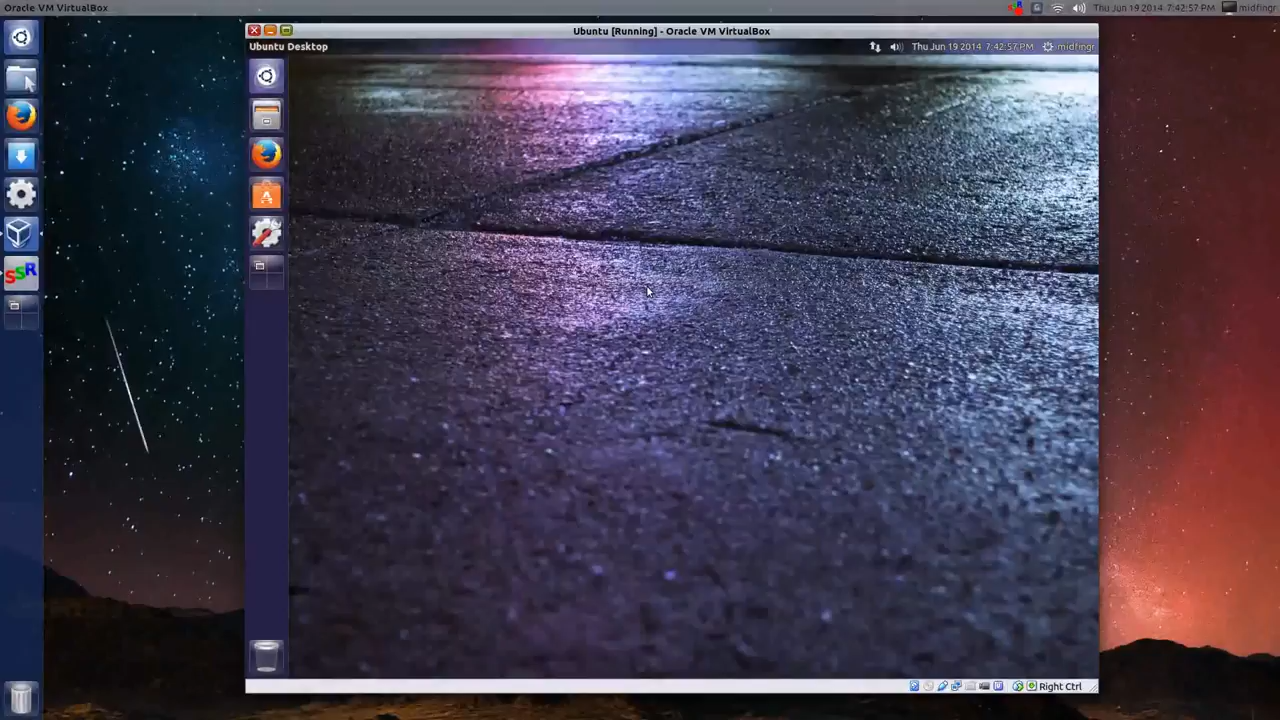 Oracle VM VirtualBox
Thu Jun 19 2014 7:42:57 PM
midfingr
Ubuntu [Running] - Oracle VM VirtualBox
Ubuntu Desktop
Thu Jun 19 2014 7:42:57 PM
midfingr
A
SSR
Right Ctrl